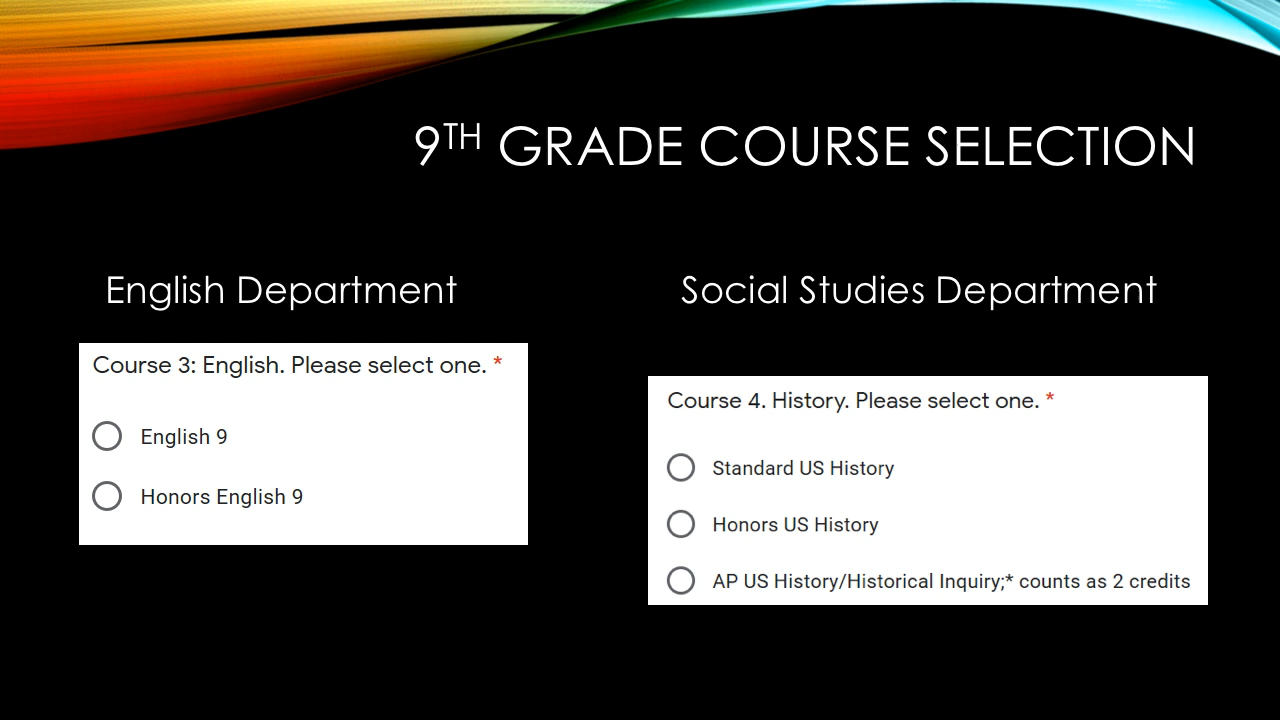 9TH GRADE COURSE SELECTION
English Department
Course 3: English. Please select one. *
English 9
Honors English 9
Social Studies Department
Course 4. History. Please select one. *
Standard US History
Honors US History
AP US History/Historical Inquiry;* counts as 2 credits